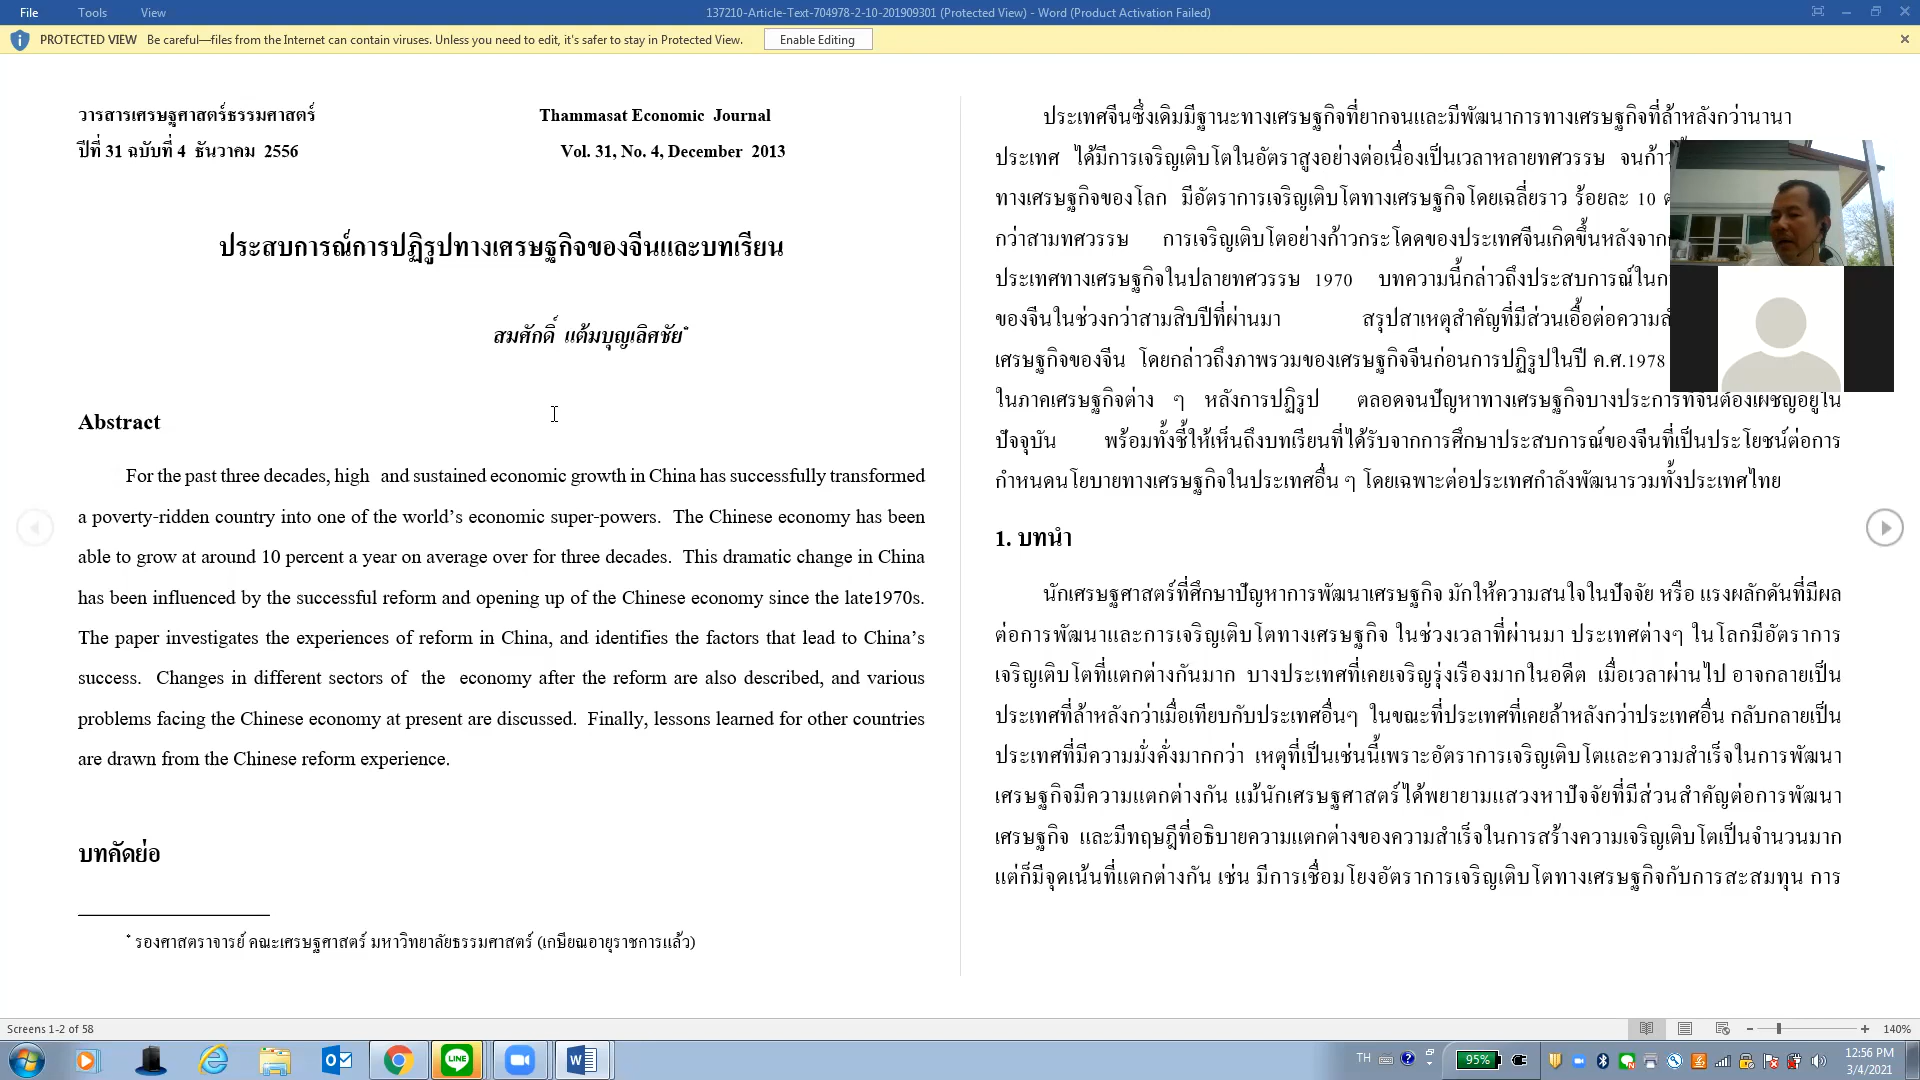 File Tools View 137210-Article-Text-704978-2-10-201909301 (Protected View) - Word (Product Activation Failed)
PROTECTED VIEW Be careful—files from the Internet can contain viruses. Unless you need to edit, it's safer to stay in Protected View. Enable Editing
วารสารเศรษฐศาสตร์ธรรมศาสตร์ Thammasat Economic Journal
ปีที่ 31 ฉบับที่ 4 ธันวาคม 2556 Vol. 31, No. 4, December 2013
ประสบการณ์การปฏิรูปทางเศรษฐกิจของจีนและบทเรียน
สมศักดิ์ แต้มบุญเลิศชัย*
Abstract
For the past three decades, high and sustained economic growth in China has successfully transformed
a poverty-ridden country into one of the world’s economic super-powers. The Chinese economy has been
able to grow at around 10 percent a year on average over for three decades. This dramatic change in China
has been influenced by the successful reform and opening up of the Chinese economy since the late1970s.
The paper investigates the experiences of reform in China, and identifies the factors that lead to China’s
success. Changes in different sectors of the economy after the reform are also described, and various
problems facing the Chinese economy at present are discussed. Finally, lessons learned for other countries
are drawn from the Chinese reform experience.
บทคัดย่อ
* รองศาสตราจารย์ คณะเศรษฐศาสตร์ มหาวิทยาลัยธรรมศาสตร์ (เกษียณอายุราชการแล้ว)
ประเทศจีนซึ่งเดิมมีฐานะทางเศรษฐกิจที่ยากจนและมีพัฒนาการทางเศรษฐกิจที่ล้าหลังกว่านานา
ประเทศ ได้มีการเจริญเติบโตในอัตราสูงอย่างต่อเนื่องเป็นเวลาหลายทศวรรษ
ทางเศรษฐกิจของโลก มีอัตราการเจริญเติบโตทางเศรษฐกิจโดยเฉลี่ยราว ร้อยละ 10
กว่าสามทศวรรษ การเจริญเติบโตอย่างก้าวกระโดดของประเทศจีนเกิดขึ้นหลังจาก
ประเทศทางเศรษฐกิจในปลายทศวรรษ 1970 บทความนี้กล่าวถึงประสบการณ์ใน
ของจีนในช่วงกว่าสามสิบปีที่ผ่านมา สรุปสาเหตุสำคัญที่มีส่วนเอื้อต่อความ
เศรษฐกิจของจีน โดยกล่าวถึงภาพรวมของเศรษฐกิจจีนก่อนการปฏิรูปในปี ค.ศ.1978
ในภาคเศรษฐกิจต่าง ๆ หลังการปฏิรูป ตลอดจนปัญหาทางเศรษฐกิจบางประการที่จีนต้องเผชิญอยู่ใน
ปัจจุบัน พร้อมทั้งชี้ให้เห็นถึงบทเรียนที่ได้รับจากการศึกษาประสบการณ์ของจีนที่เป็นประโยชน์ต่อการ
กำหนดนโยบายทางเศรษฐกิจในประเทศอื่น ๆ โดยเฉพาะต่อประเทศกำลังพัฒนารวมทั้งประเทศไทย
1. บทนำ
นักเศรษฐศาสตร์ที่ศึกษาปัญหาการพัฒนาเศรษฐกิจ มักให้ความสนใจในปัจจัย หรือ แรงผลักดันที่มีผล
ต่อการพัฒนาและการเจริญเติบโตทางเศรษฐกิจ ในช่วงเวลาที่ผ่านมา ประเทศต่างๆ ในโลกมีอัตราการ
เจริญเติบโตที่แตกต่างกันมาก บางประเทศที่เคยเจริญรุ่งเรืองมากในอดีต เมื่อเวลาผ่านไป อาจกลายเป็น
ประเทศที่ล้าหลังกว่าเมื่อเทียบกับประเทศอื่นๆ ในขณะที่ประเทศที่เคยล้าหลังกว่าประเทศอื่น กลับกลายเป็น
ประเทศที่มีความมั่งคั่งมากกว่า เหตุที่เป็นเช่นนี้เพราะอัตราการเจริญเติบโตและความสำเร็จในการพัฒนา
เศรษฐกิจมีความแตกต่างกัน แม้นักเศรษฐศาสตร์ได้พยายามแสวงหาปัจจัยที่มีส่วนสำคัญต่อการพัฒนา
เศรษฐกิจ และมีทฤษฎีที่อธิบายความแตกต่างของความสำเร็จในการสร้างความเจริญเติบโตเป็นจำนวนมาก
แต่ก็มีจุดเน้นที่แตกต่างกัน เช่น มีการเชื่อมโยงอัตราการเจริญเติบโตทางเศรษฐกิจกับการสะสมทุน การ
Screens 1-2 of 58 140%
LINE TH 95% 12:56 PM
3/4/2021